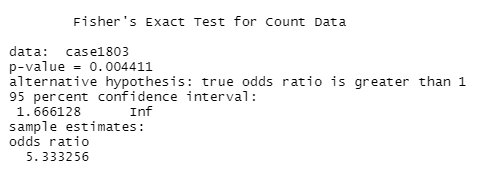 Fisher's Exact Test for Count Data
data: case1803
p-value = 0.004411
alternative hypothesis: true odds ratio is greater than 1
95 percent confidence interval:
1.666128 Inf
sample estimates:
odds ratio
5.333256